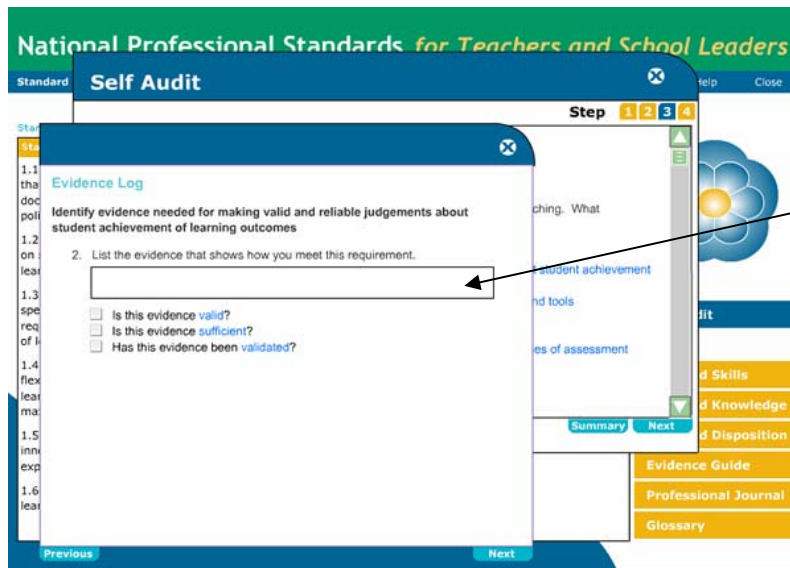 National Professional Standards for Teachers and School Leaders
Standard
Help Close
Self Audit
Step 1 2 3 4
Evidence Log
Identify evidence needed for making valid and reliable judgements about
student achievement of learning outcomes
2. List the evidence that shows how you meet this requirement.
Is this evidence valid?
Is this evidence sufficient?
Has this evidence been validated?
Previous
Next
ching. What
student achievement
nd tools
es of assessment
Summary Next
1.1
1.2
on
1.3
of
1.4
1.5
1.6
dit
d Skills
d Knowledge
d Disposition
Evidence Guide
Professional Journal
Glossary